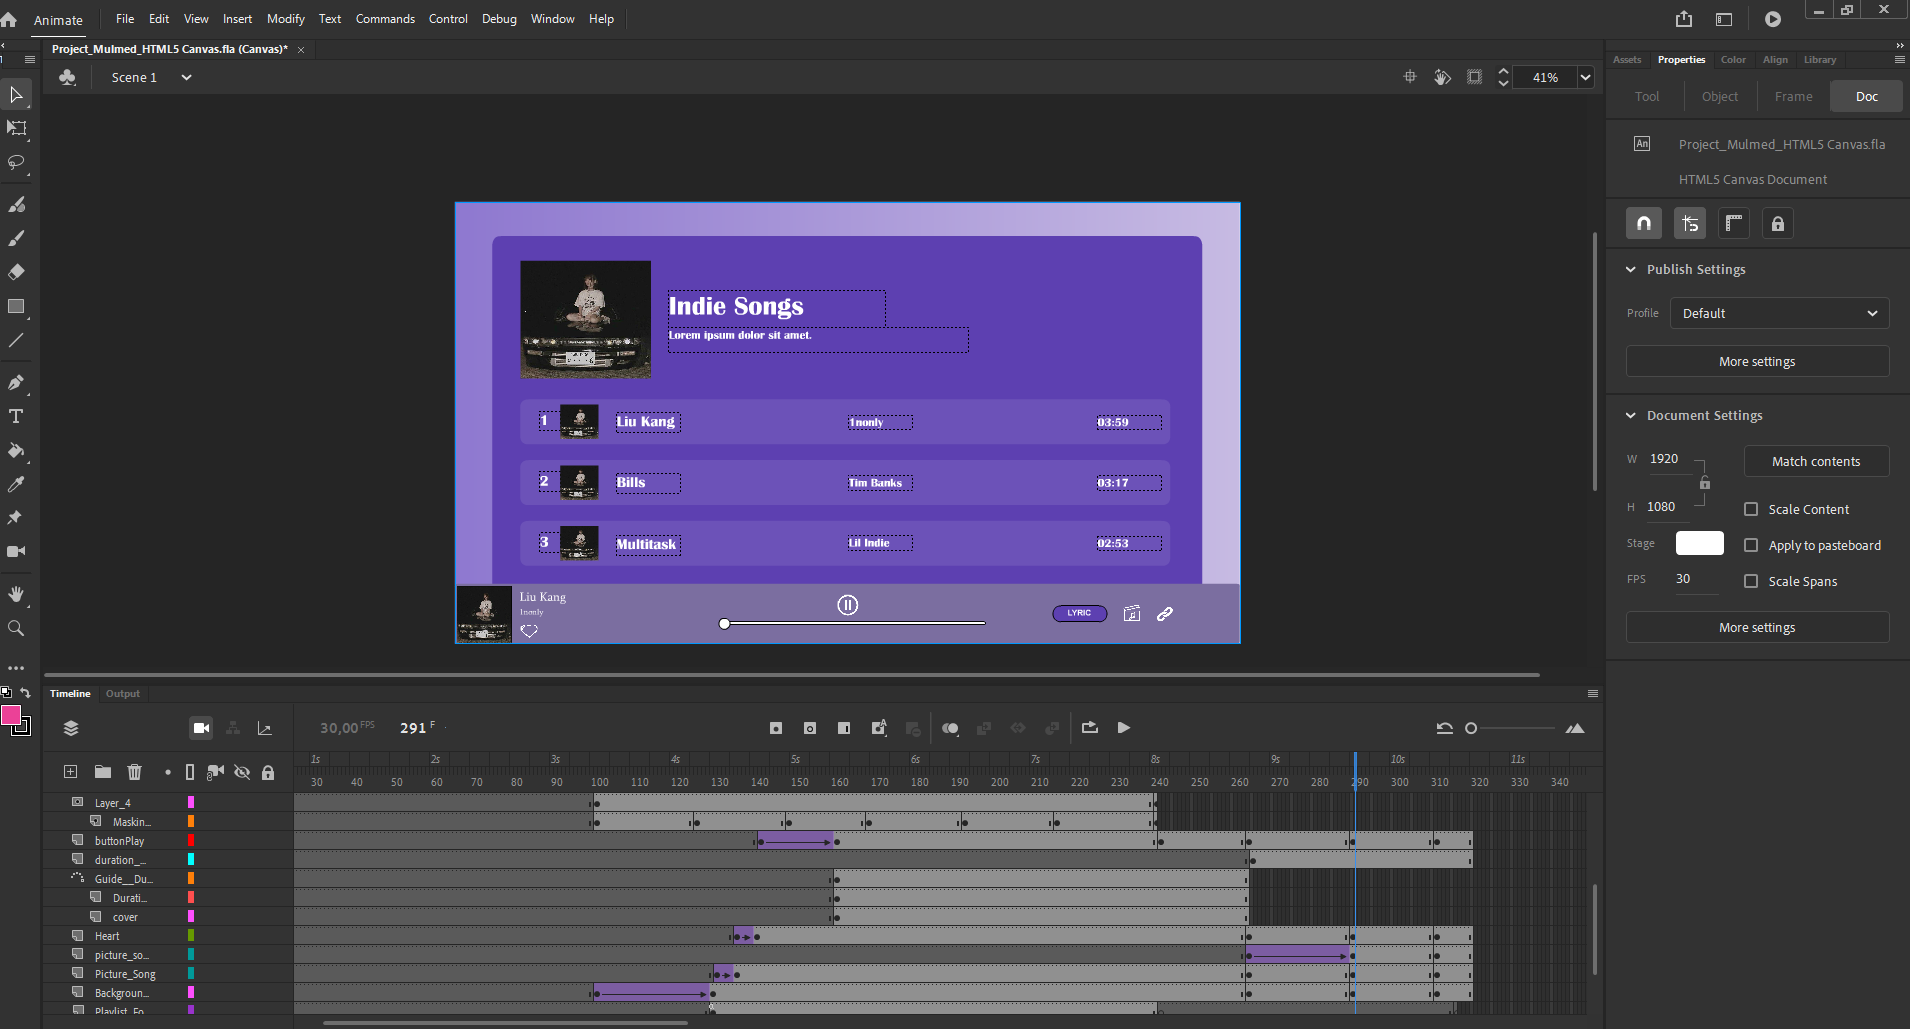 Animate File Edit View Insert Modify Text Commands Control Debug Window Help
Project_Mulmed_HTML5 Canvas.fla (Canvas)*
Scene 1
41%
Indie Songs
Lorem ipsum dolor sit amet.
1 Liu Kang 1nonly 03:59
2 Bills Tim Banks 03:17
3 Multitask Lil Indie 02:53
Liu Kang
1nonly
LYRIC
Assets Properties Color Align Library
Tool Object Frame Doc
An Project_Mulmed_HTML5 Canvas.fla
HTML5 Canvas Document
Publish Settings
Profile Default
More settings
Document Settings
W 1920 Match contents
H 1080 Scale Content
Stage Apply to pasteboard
FPS 30 Scale Spans
More settings
Timeline Output
30,00 FPS 291 F
1s 2s 3s 4s 5s 6s 7s 8s 9s 10s 11s
30 40 50 60 70 80 90 100 110 120 130 140 150 160 170 180 190 200 210 220 230 240 250 260 270 280 290 300 310 320 330 340
Layer_4
Maskin...
buttonPlay
duration_...
Guide__Du...
Durati...
cover
Heart
picture_so...
Picture_Song
Backgroun...
Playlist_Fo...